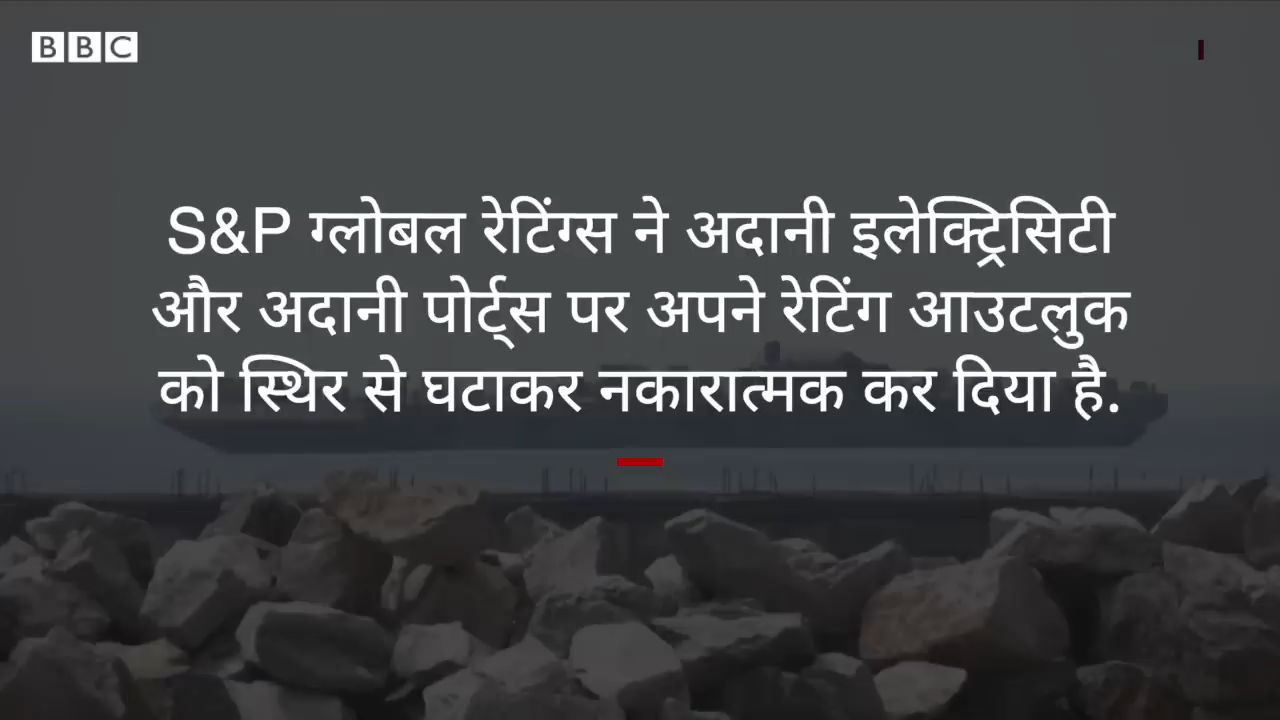 BBC
S&P ग्लोबल रेटिंग्स ने अदानी इलेक्ट्रिसिटी
और अदानी पोर्ट्स पर अपने रेटिंग आउटलुक
को स्थिर से घटाकर नकारात्मक कर दिया है.